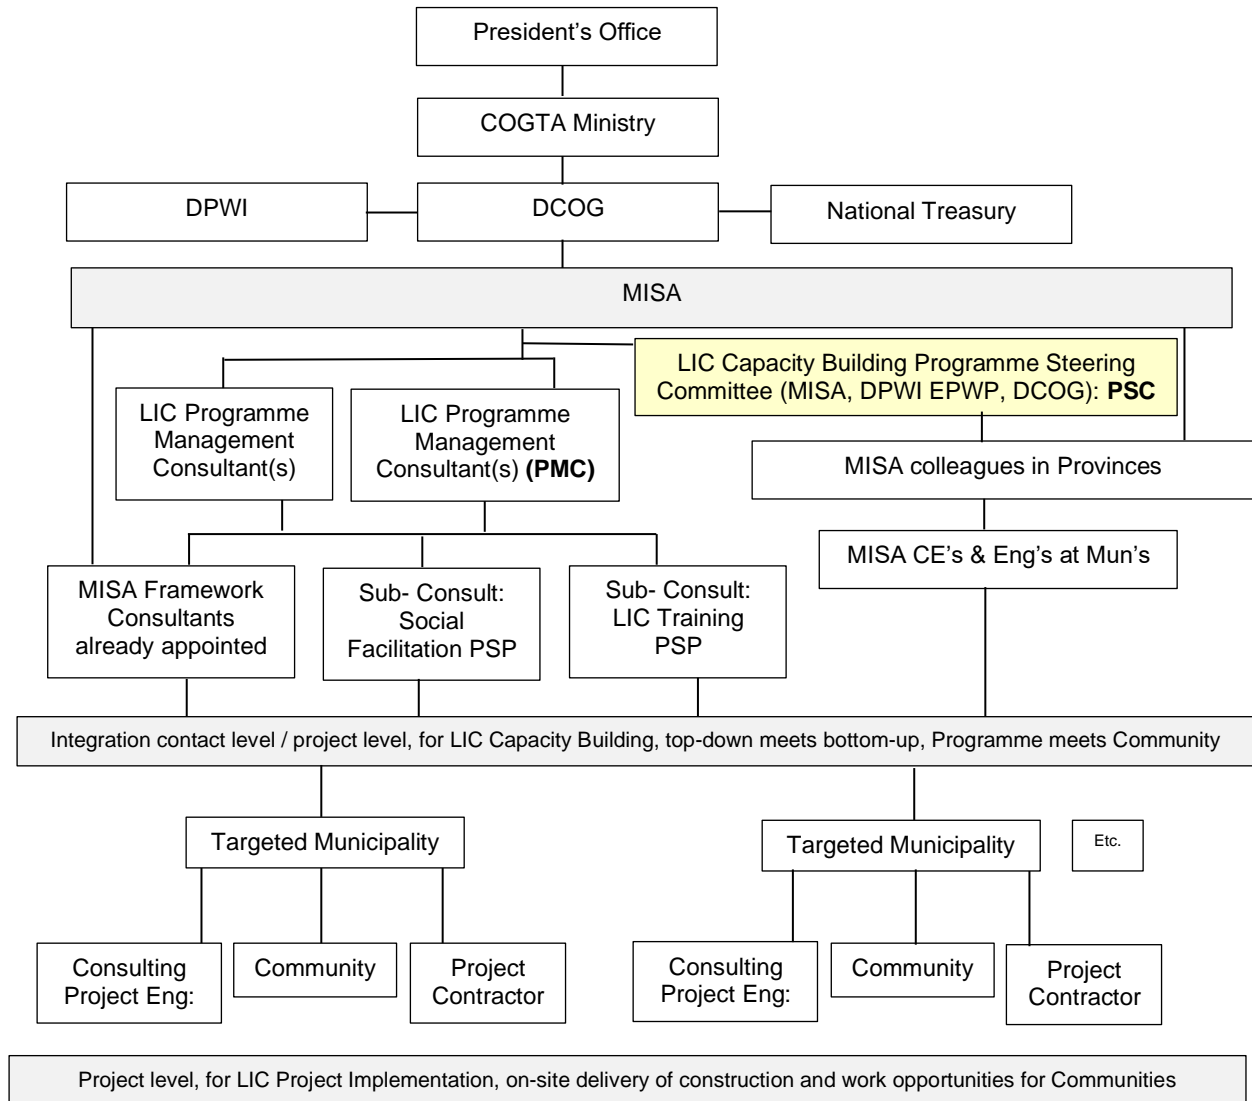 President’s Office
COGTA Ministry
DPWI
DCOG
National Treasury
MISA
LIC Capacity Building Programme Steering
Committee (MISA, DPWI EPWP, DCOG): PSC
LIC Programme
Management
Consultant(s)
LIC Programme
Management
Consultant(s) (PMC)
MISA colleagues in Provinces
MISA CE’s & Eng’s at Mun’s
MISA Framework
Consultants
already appointed
Sub- Consult:
Social
Facilitation PSP
Sub- Consult:
LIC Training
PSP
Integration contact level / project level, for LIC Capacity Building, top-down meets bottom-up, Programme meets Community
Targeted Municipality
Targeted Municipality
Etc.
Consulting
Project Eng:
Community
Project
Contractor
Consulting
Project Eng:
Community
Project
Contractor
Project level, for LIC Project Implementation, on-site delivery of construction and work opportunities for Communities